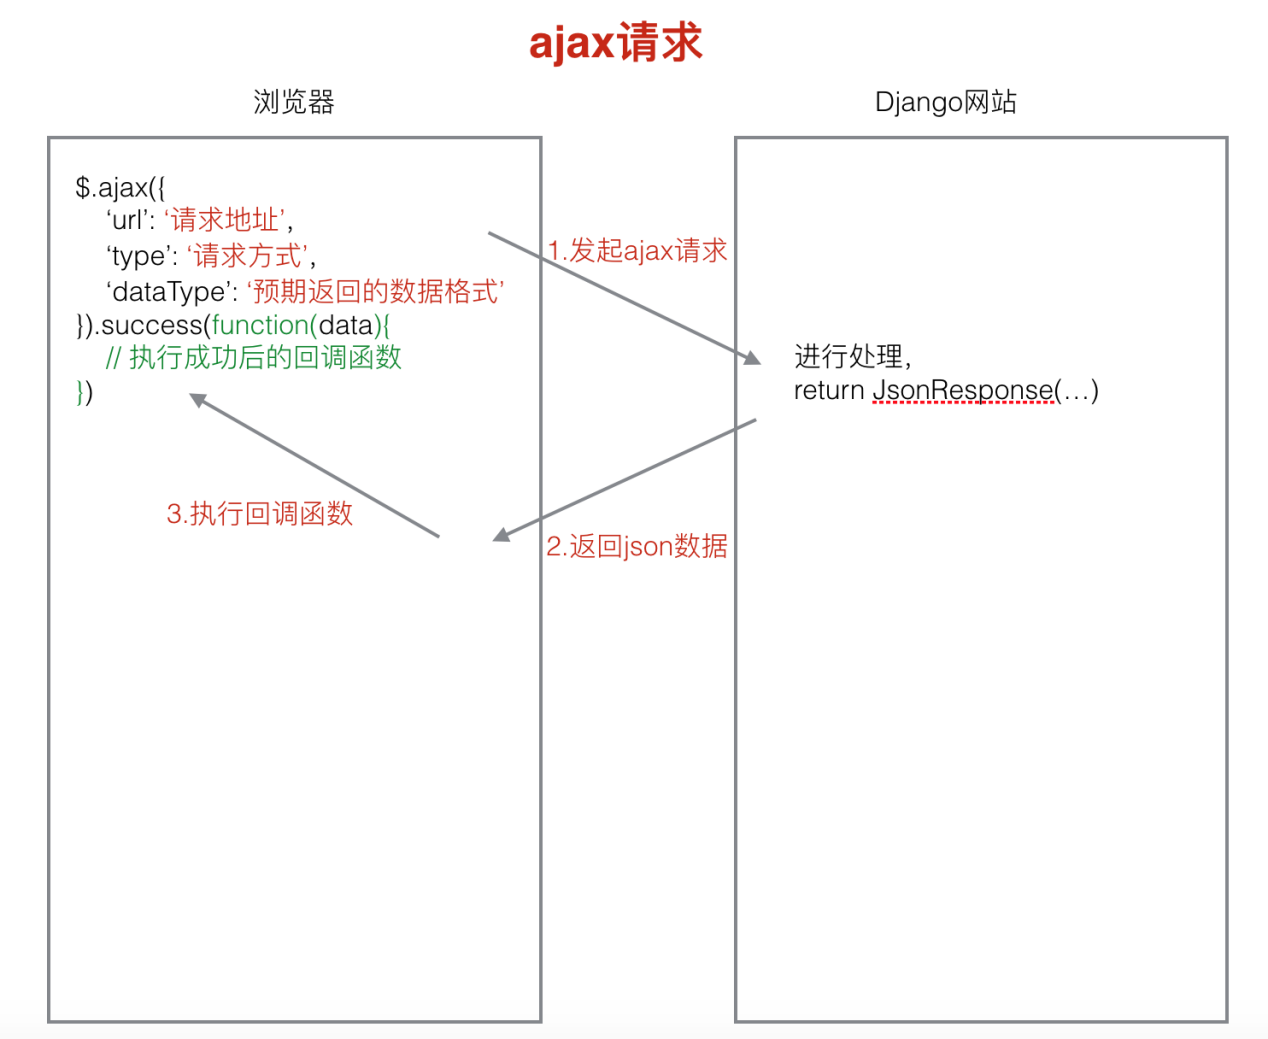 ajax请求
浏览器
Django网站
$.ajax({
‘url’: ‘请求地址’,
‘type’: ‘请求方式’,
‘dataType’: ‘预期返回的数据格式’
}).success(function(data){
// 执行成功后的回调函数
})
1.发起ajax请求
进行处理,
return JsonResponse(…)
3.执行回调函数
2.返回json数据